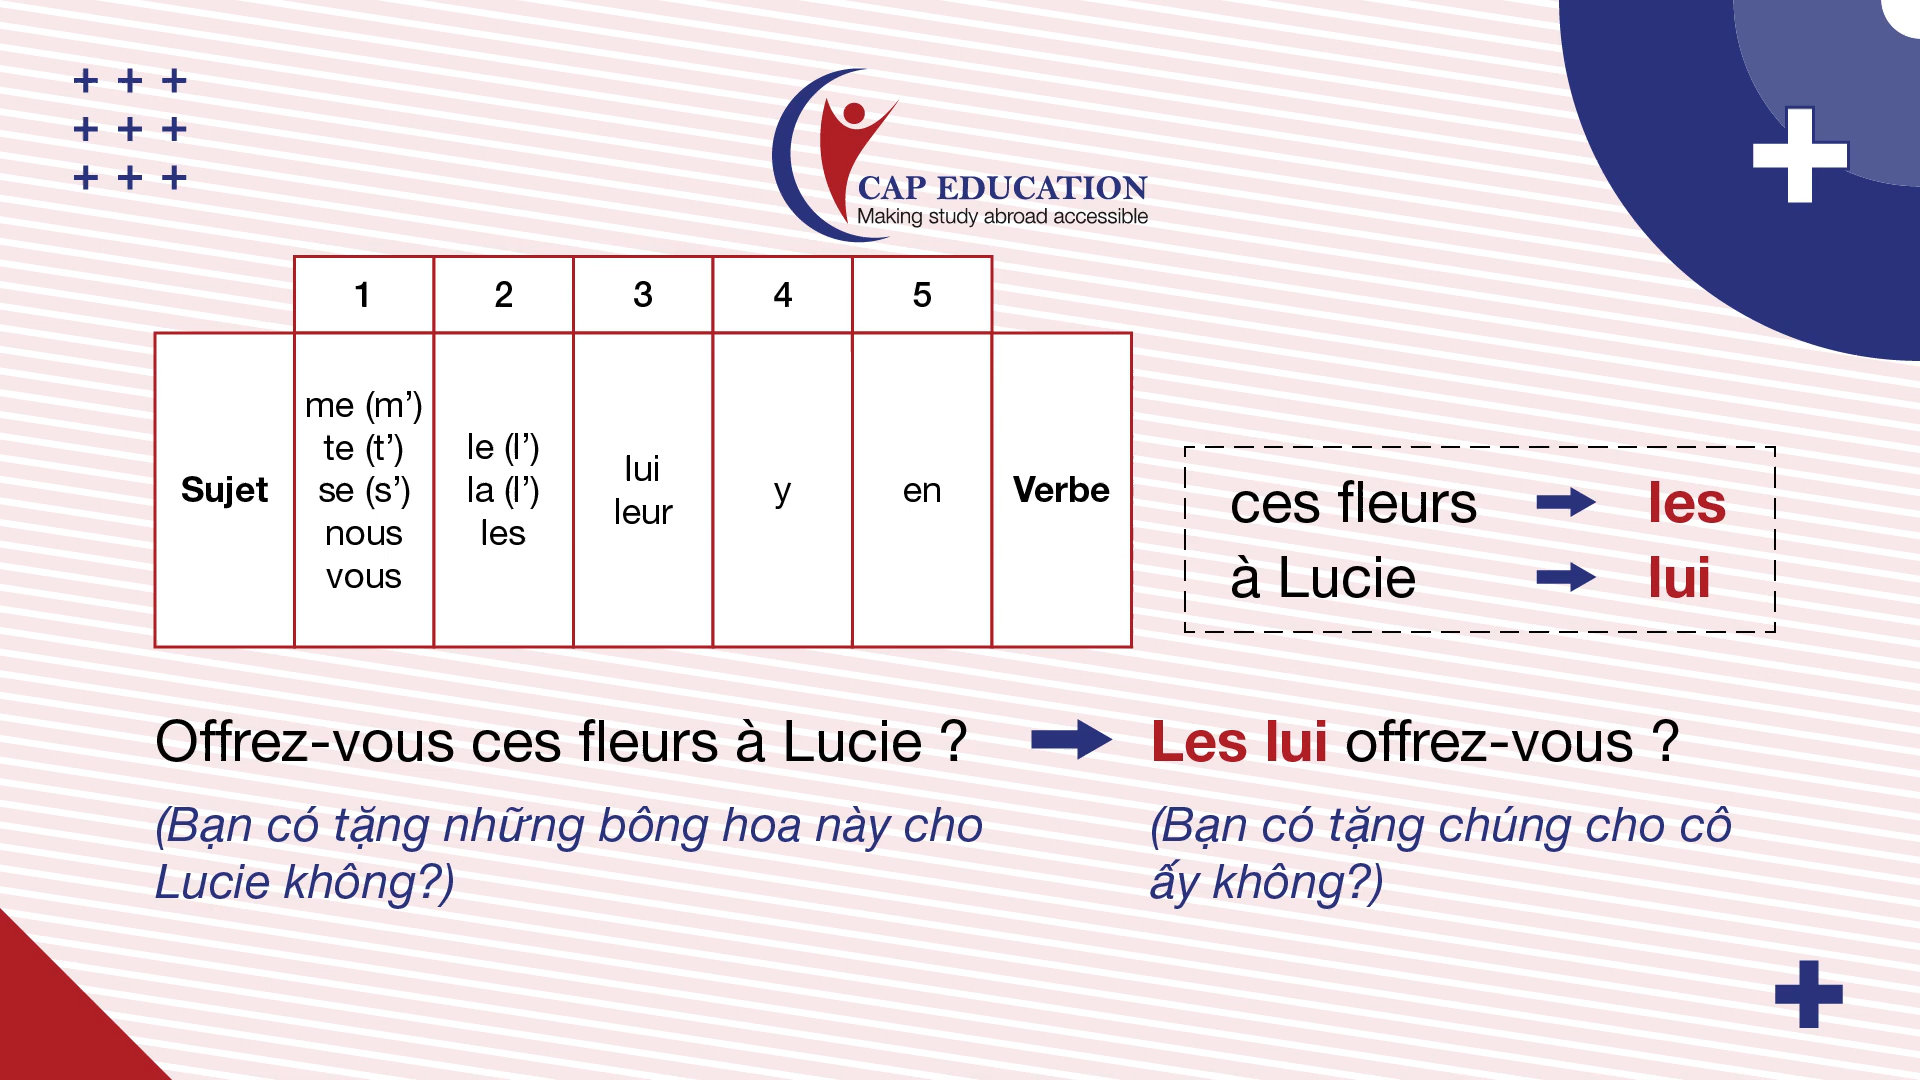 CAP EDUCATION
Making study abroad accessible
1 2 3 4 5
Sujet
me (m’)
te (t’)
se (s’)
nous
vous
le (l’)
la (l’)
les
lui
leur
y
en
Verbe
ces fleurs les
à Lucie lui
Offrez-vous ces fleurs à Lucie ?
(Bạn có tặng những bông hoa này cho
Lucie không?)
Les lui offrez-vous ?
(Bạn có tặng chúng cho cô
ấy không?)